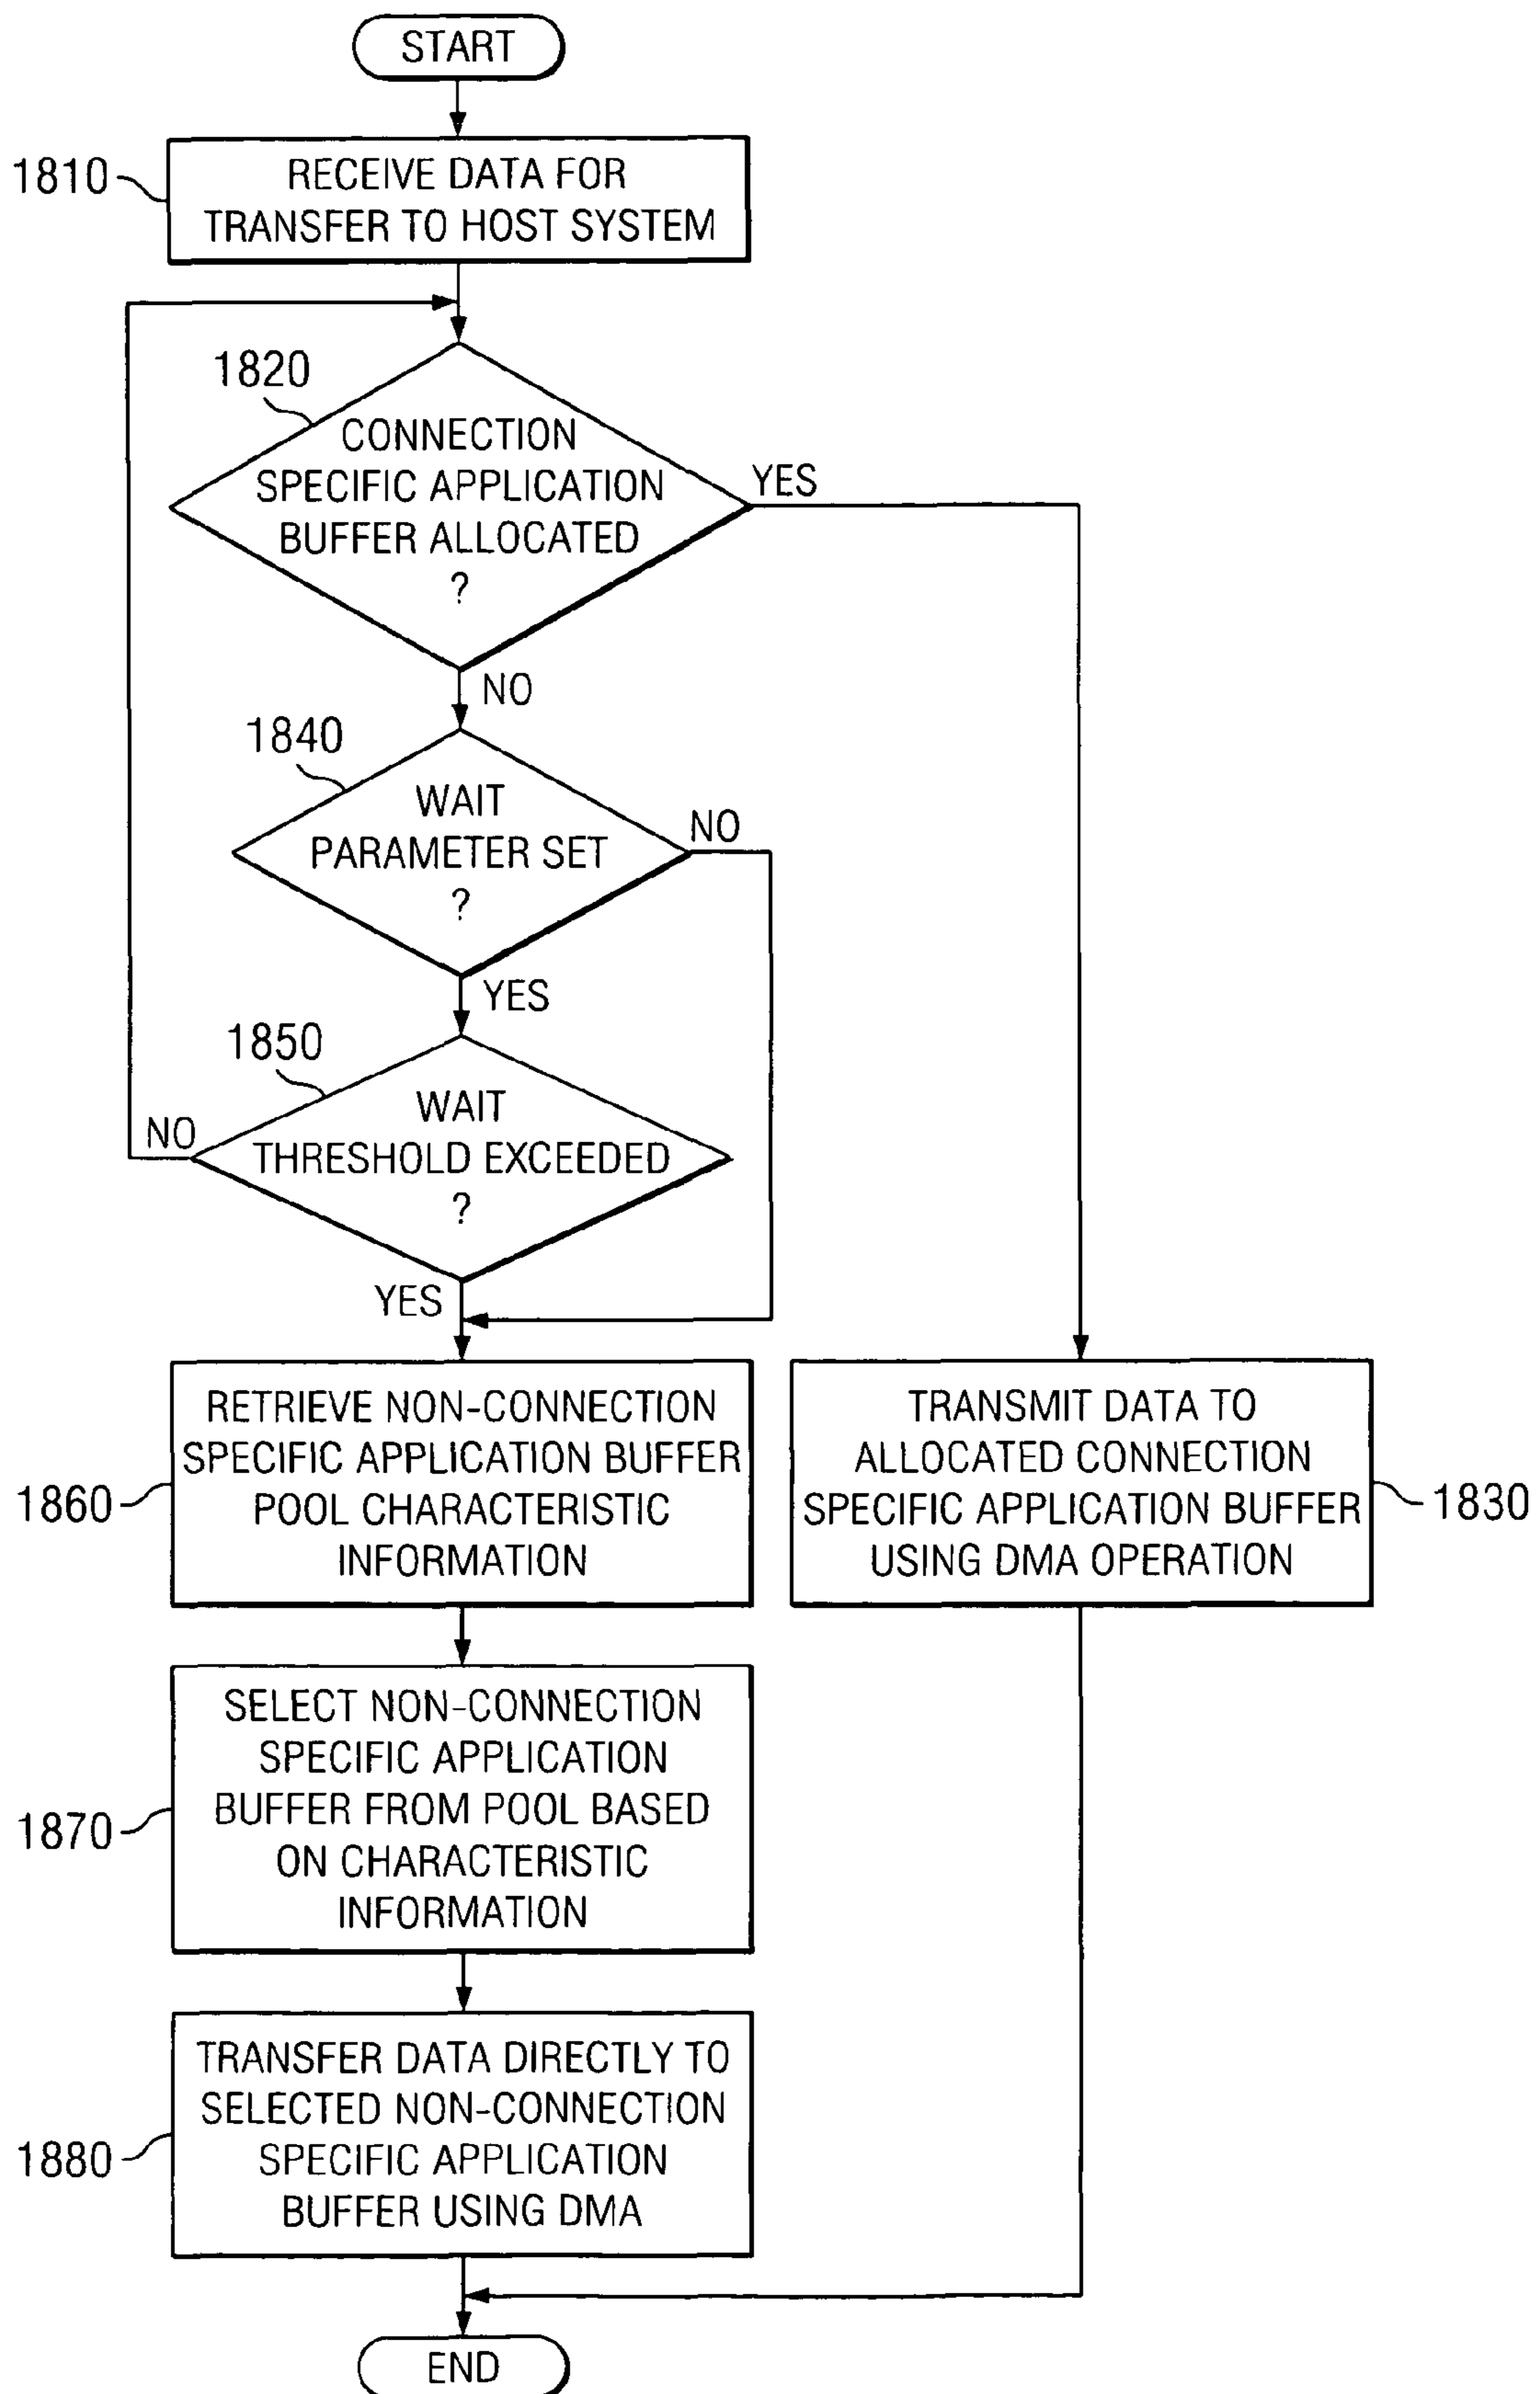 START
1810
RECEIVE DATA FOR
TRANSFER TO HOST SYSTEM
1820
CONNECTION
SPECIFIC APPLICATION
BUFFER ALLOCATED
?
YES
NO
1840
WAIT
PARAMETER SET
?
NO
YES
1850
WAIT
THRESHOLD EXCEEDED
?
NO
YES
1860
RETRIEVE NON-CONNECTION
SPECIFIC APPLICATION BUFFER
POOL CHARACTERISTIC
INFORMATION
TRANSMIT DATA TO
ALLOCATED CONNECTION
SPECIFIC APPLICATION BUFFER
USING DMA OPERATION
1830
1870
SELECT NON-CONNECTION
SPECIFIC APPLICATION
BUFFER FROM POOL BASED
ON CHARACTERISTIC
INFORMATION
1880
TRANSFER DATA DIRECTLY TO
SELECTED NON-CONNECTION
SPECIFIC APPLICATION
BUFFER USING DMA
END